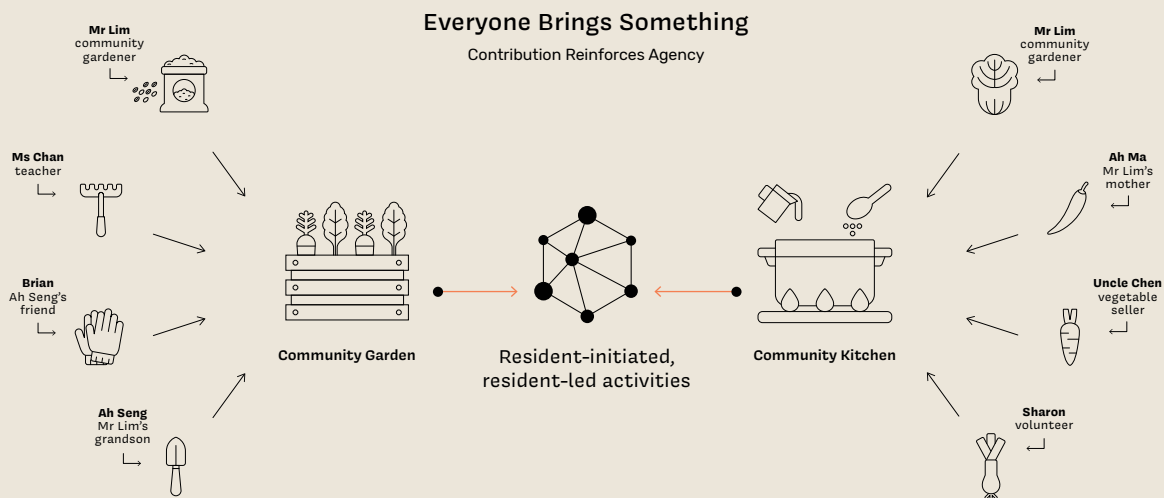 Everyone Brings Something
Contribution Reinforces Agency
Mr Lim
community
gardener
Ms Chan
teacher
Brian
Ah Seng's
friend
Ah Seng
Mr Lim's
grandson
Community Garden
Resident-initiated,
resident-led activities
Community Kitchen
Mr Lim
community
gardener
Ah Ma
Mr Lim's
mother
Uncle Chen
vegetable
seller
Sharon
volunteer